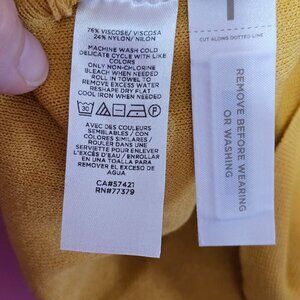 76% VISCOSE/ VISCOSA
24% NYLON/ NILÓN
MACHINE WASH COLD
DELICATE CYCLE WITH LIKE
COLORS
ONLY NON-CHLORINE
BLEACH WHEN NEEDED
ROLL IN TOWEL TO
REMOVE EXCESS WATER
RESHAPE DRY FLAT
COOL IRON WHEN NEEDED
30
P
AVEC DES COULEURS
SEMBLABLES / CON
COLORES SIMILARES /
ROULER DANS UNE
SERVIETTE POUR ENLEVER
L'EXCÈS D'EAU / ENROLLAR
EN UNA TOALLA PARA
REMOVER EL EXCESO DE
AGUA
CA#57421
RN#77379
CUT ALONG DOTTED LINE
REMOVE BEFORE WEARING
OR WASHING